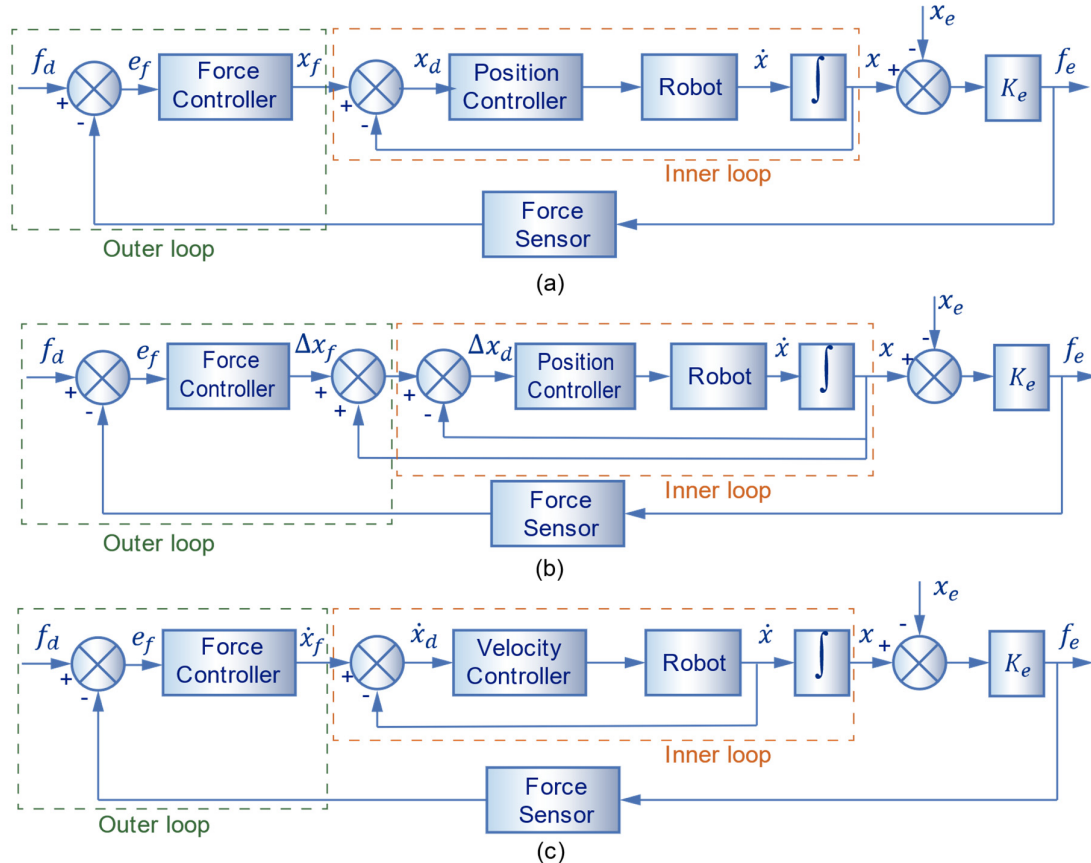 x_e
f_d e_f Force Controller x_f x_d Position Controller Robot ẋ ∫ x K_e f_e
+ - + - + -
Inner loop
Force Sensor
Outer loop
(a)
x_e
f_d e_f Force Controller Δx_f Δx_d Position Controller Robot ẋ ∫ x K_e f_e
+ - + + + - + -
Inner loop
Force Sensor
Outer loop
(b)
x_e
f_d e_f Force Controller ẋ_f ẋ_d Velocity Controller Robot ẋ ∫ x K_e f_e
+ - + - + -
Inner loop
Force Sensor
Outer loop
(c)